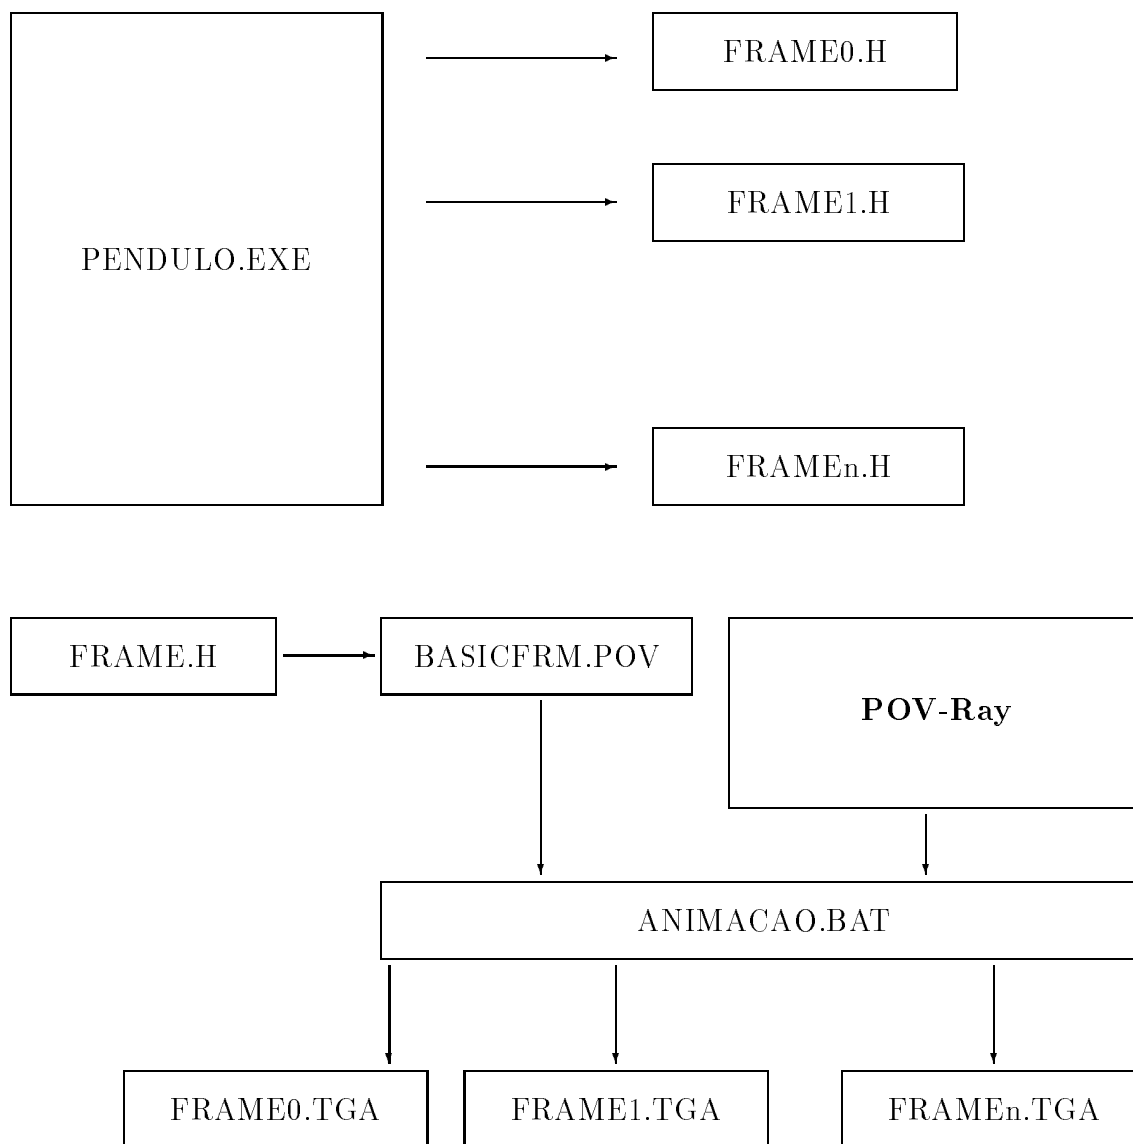 FRAME0.H
FRAME1.H
PENDULO.EXE
FRAMEn.H
FRAME.H
BASICFRM.POV
POV-Ray
ANIMACAO.BAT
FRAME0.TGA
FRAME1.TGA
FRAMEn.TGA